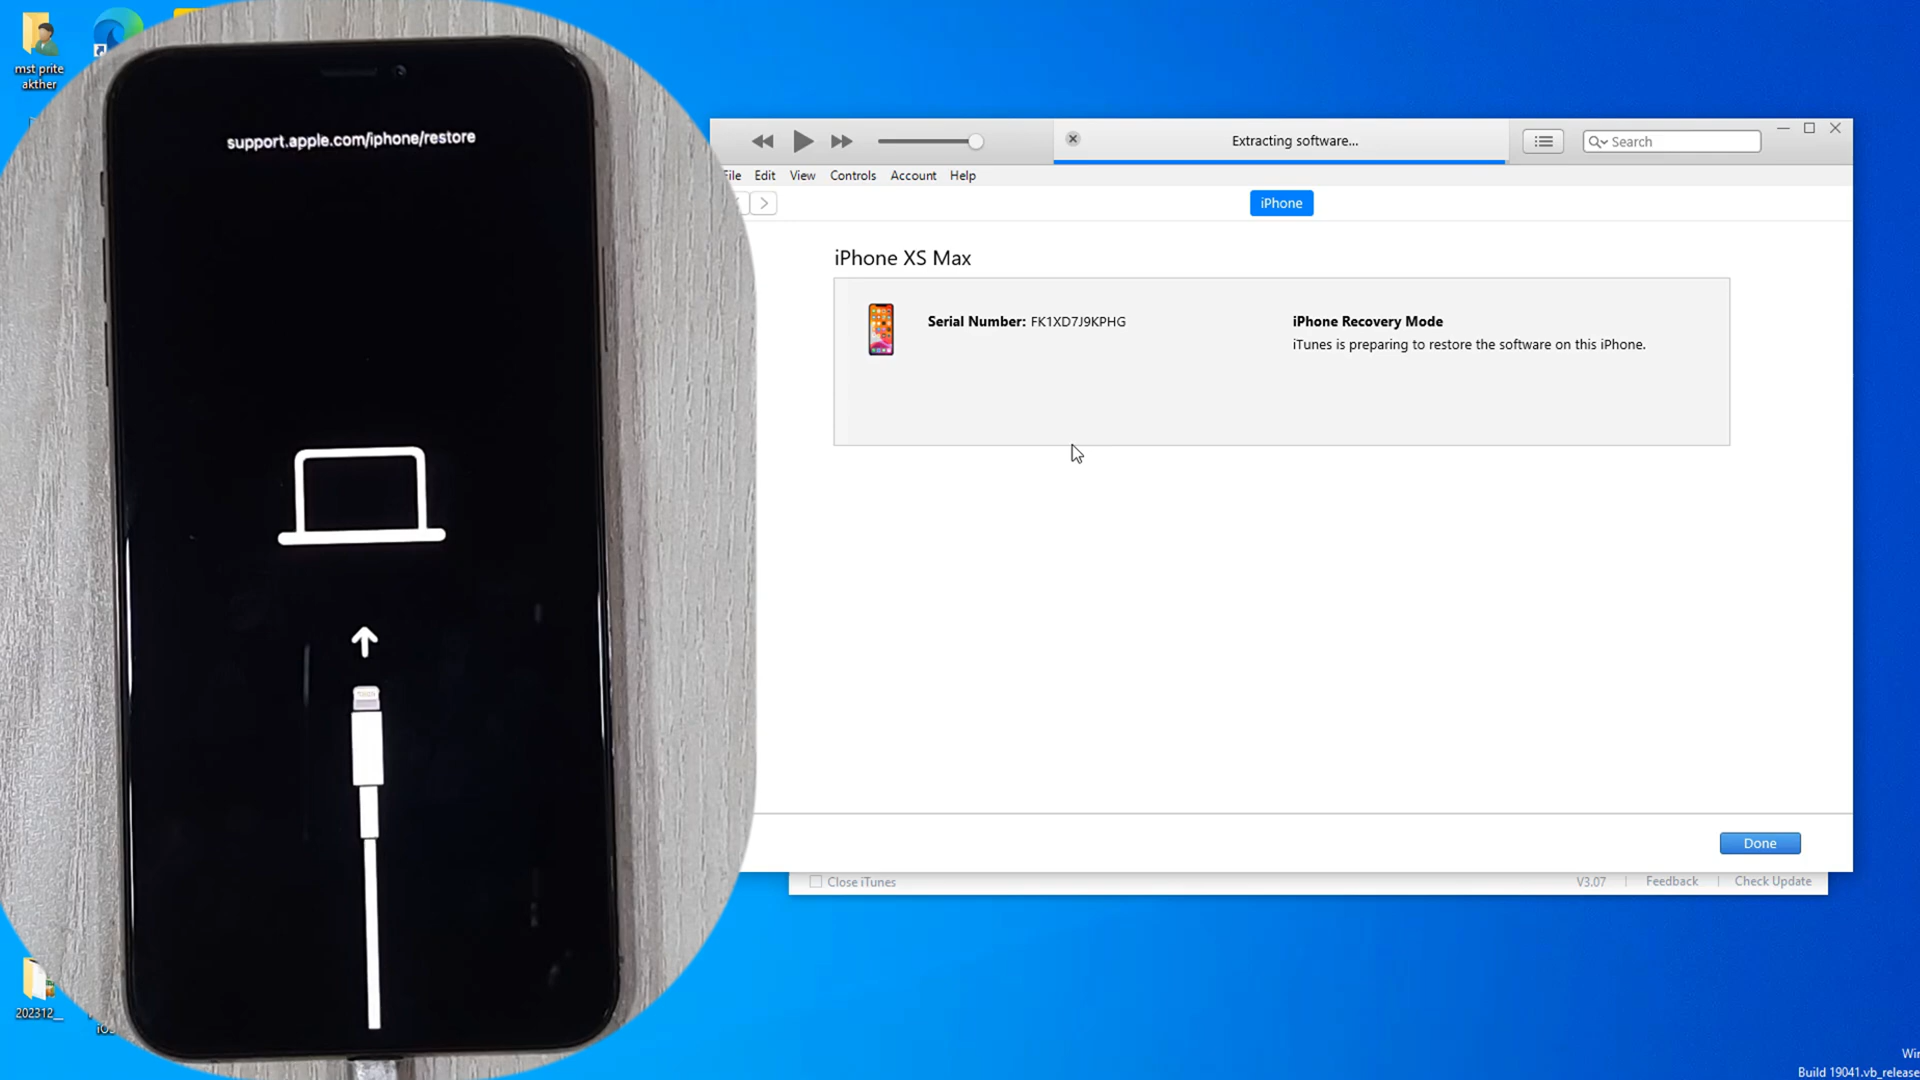 mst prite
akther
support.apple.com/iphone/restore
Extracting software...
Search
Edit View Controls Account Help
iPhone
iPhone XS Max
Serial Number: FK1XD7J9KPHG
iPhone Recovery Mode
iTunes is preparing to restore the software on this iPhone.
Done
Close iTunes
V3.07 | Feedback | Check Update
202312__
Build 19041.vb_release